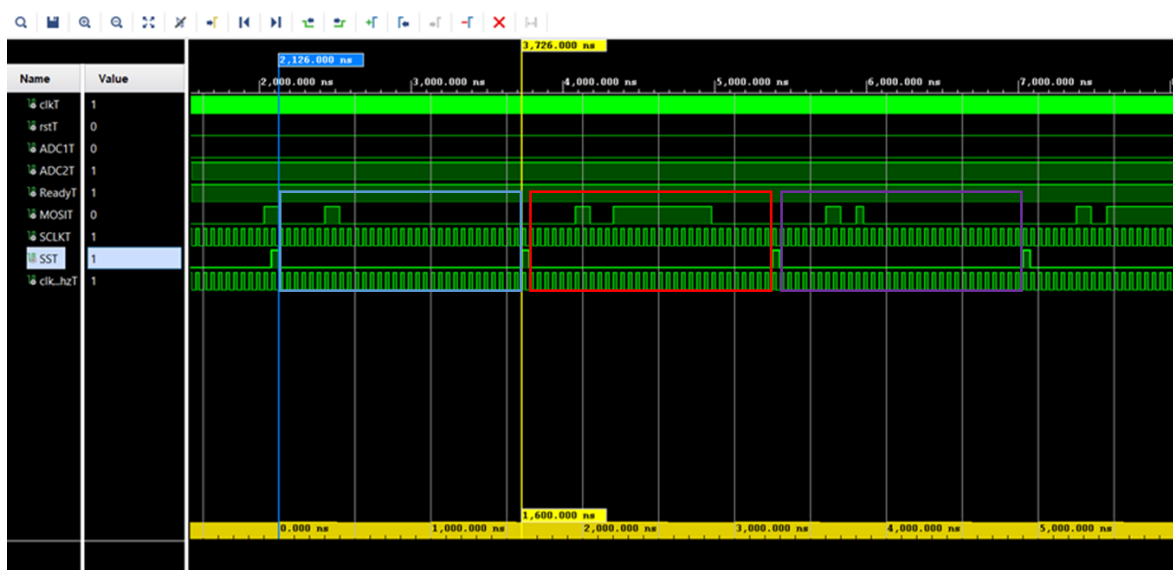 3,726.000 ns
2,126.000 ns
Name Value
2,000.000 ns 3,000.000 ns 4,000.000 ns 5,000.000 ns 6,000.000 ns 7,000.000 ns
clkT 1
rstT 0
ADC1T 0
ADC2T 1
ReadyT 1
MOSIT 0
SCLKT 1
SST 1
clk...hzT 1
1,600.000 ns
0.000 ns 1,000.000 ns 2,000.000 ns 3,000.000 ns 4,000.000 ns 5,000.000 ns